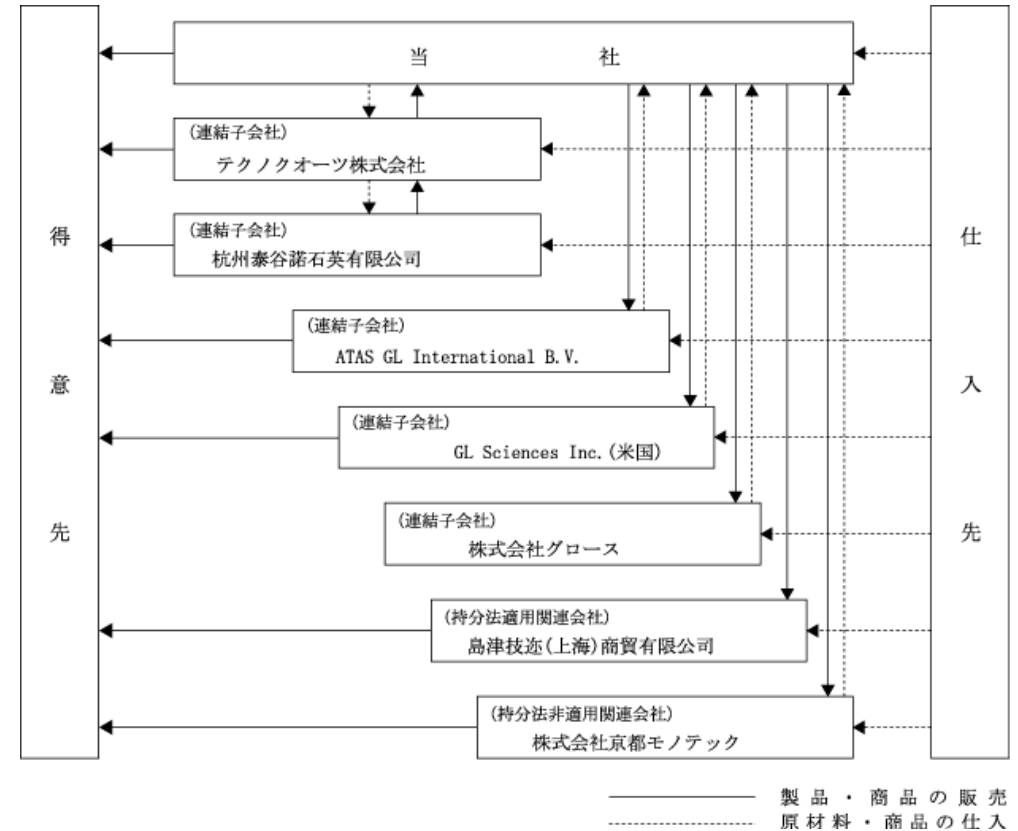 当社
(連結子会社)
テクノクオーツ株式会社
(連結子会社)
杭州泰谷諾石英有限公司
(連結子会社)
ATAS GL International B.V.
(連結子会社)
GL Sciences Inc.(米国)
(連結子会社)
株式会社グロース
(持分法適用関連会社)
島津技迩(上海)商貿有限公司
(持分法非適用関連会社)
株式会社京都モノテック
得意先
仕入先
製品・商品の販売
原材料・商品の仕入